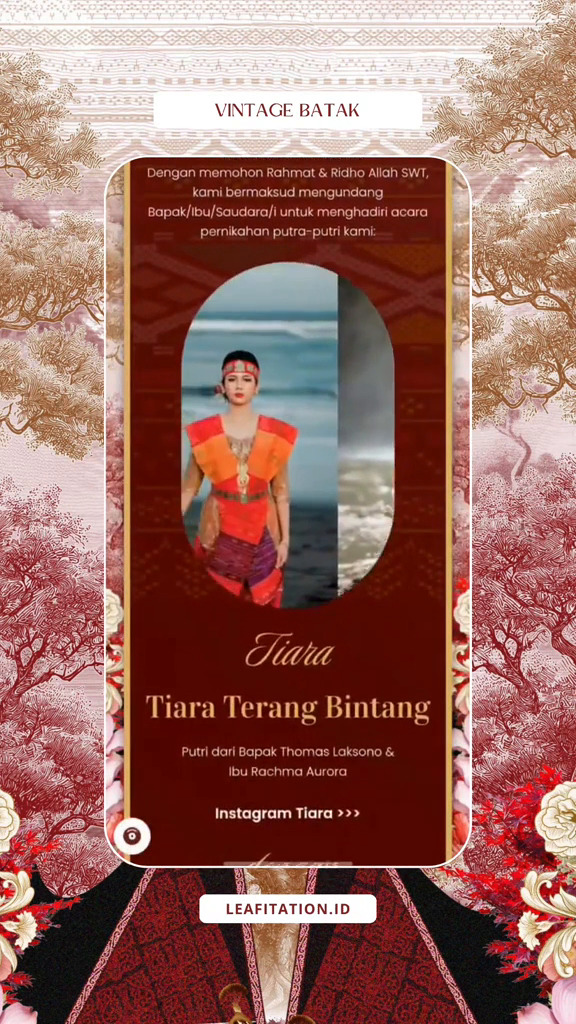 VINTAGE BATAK
Dengan memohon Rahmat & Ridho Allah SWT,
kami bermaksud mengundang
Bapak/Ibu/Saudara/i untuk menghadiri acara
pernikahan putra-putri kami:
Tiara
Tiara Terang Bintang
Putri dari Bapak Thomas Laksono &
Ibu Rachma Aurora
Instagram Tiara >>>
LEAFITATION.ID